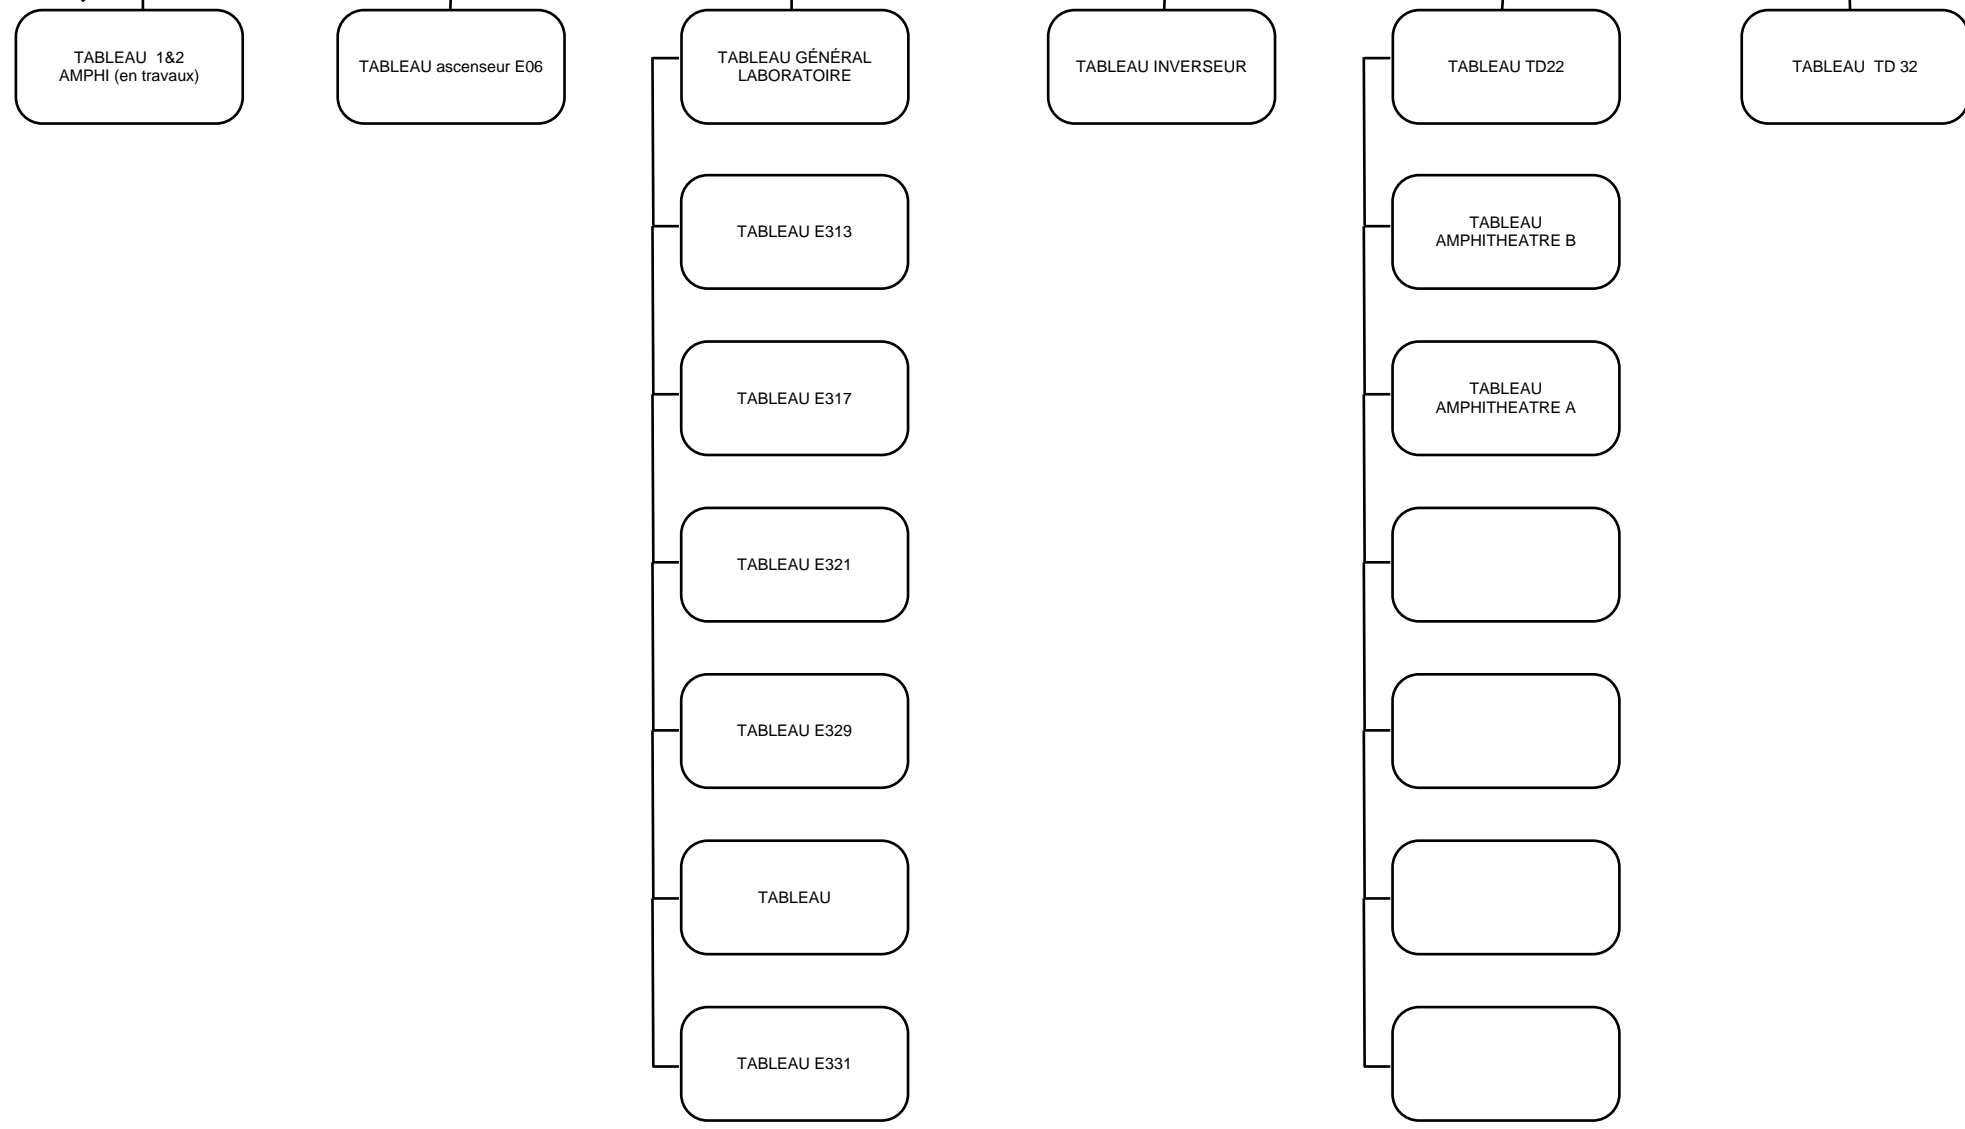 TABLEAU  1&2
AMPHI (en travaux)
TABLEAU ascenseur E06
TABLEAU GÉNÉRAL
LABORATOIRE
TABLEAU INVERSEUR
TABLEAU TD22
TABLEAU  TD 32
TABLEAU E313
TABLEAU
AMPHITHEATRE B
TABLEAU E317
TABLEAU
AMPHITHEATRE A
TABLEAU E321
TABLEAU E329
TABLEAU
TABLEAU E331